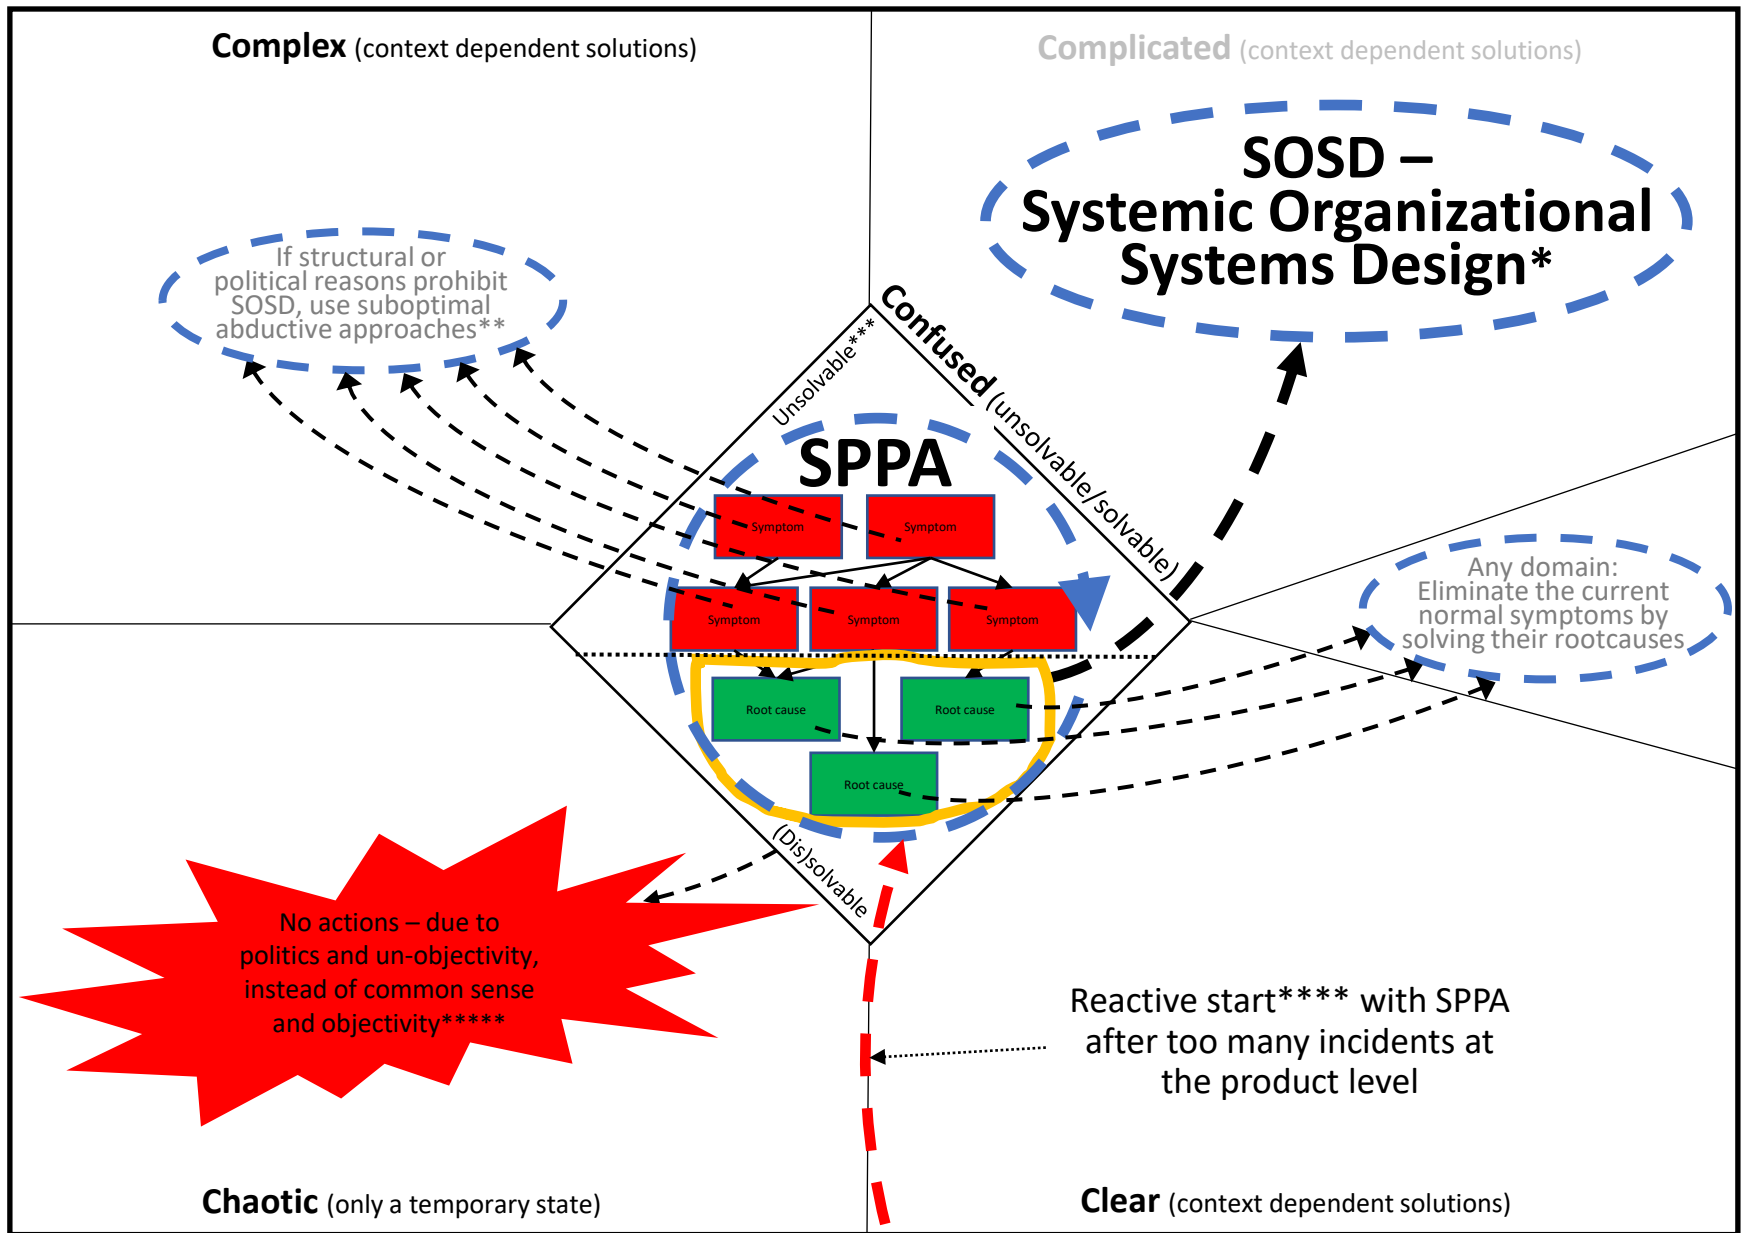 Complex (context dependent solutions)
Complicated (context dependent solutions)
SOSD –
Systemic Organizational
Systems Design*
If structural or
political reasons prohibit
SOSD, use suboptimal
abductive approaches**
Unsolvable***
Confused (unsolvable/solvable)
SPPA
Symptom
Symptom
Symptom
Symptom
Symptom
Any domain:
Eliminate the current
normal symptoms by
solving their rootcauses
Root cause
Root cause
Root cause
(Dis)solvable
No actions – due to
politics and un-objectivity,
instead of common sense
and objectivity*****
Reactive start**** with SPPA
after too many incidents at
the product level
Chaotic (only a temporary state)
Clear (context dependent solutions)